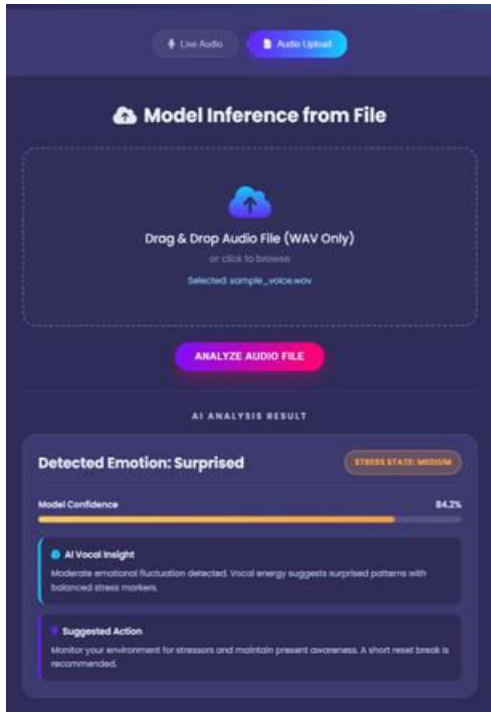 Live Audio
Audio Upload
Model Inference from File
Drag & Drop Audio File (WAV Only)
or click to browse
Selected: sample_voice.wav
ANALYZE AUDIO FILE
AI ANALYSIS RESULT
Detected Emotion: Surprised
STRESS STATE: MEDIUM
Model Confidence
84.2%
AI Vocal Insight
Moderate emotional fluctuation detected. Vocal energy suggests surprised patterns with
balanced stress markers.
Suggested Action
Monitor your environment for stressors and maintain present awareness. A short reset break is
recommended.